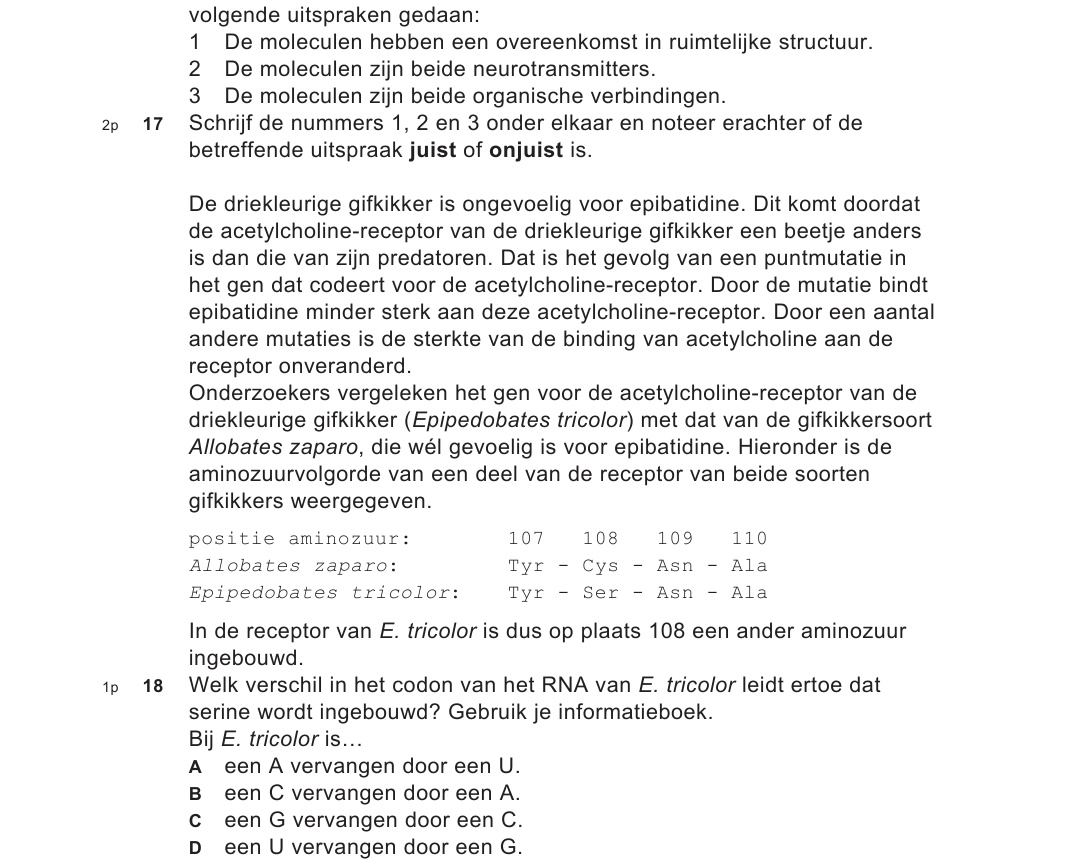 volgende uitspraken gedaan:
1 De moleculen hebben een overeenkomst in ruimtelijke structuur.
2 De moleculen zijn beide neurotransmitters.
3 De moleculen zijn beide organische verbindingen.
2p 17 Schrijf de nummers 1, 2 en 3 onder elkaar en noteer erachter of de
betreffende uitspraak juist of onjuist is.
De driekleurige gifkikker is ongevoelig voor epibatidine. Dit komt doordat
de acetylcholine-receptor van de driekleurige gifkikker een beetje anders
is dan die van zijn predatoren. Dat is het gevolg van een puntmutatie in
het gen dat codeert voor de acetylcholine-receptor. Door de mutatie bindt
epibatidine minder sterk aan deze acetylcholine-receptor. Door een aantal
andere mutaties is de sterkte van de binding van acetylcholine aan de
receptor onveranderd.
Onderzoekers vergeleken het gen voor de acetylcholine-receptor van de
driekleurige gifkikker (Epipedobates tricolor) met dat van de gifkikkersoort
Allobates zaparo, die wél gevoelig is voor epibatidine. Hieronder is de
aminozuurvolgorde van een deel van de receptor van beide soorten
gifkikkers weergegeven.
positie aminozuur: 107 108 109 110
Allobates zaparo: Tyr - Cys - Asn - Ala
Epipedobates tricolor: Tyr - Ser - Asn - Ala
In de receptor van E. tricolor is dus op plaats 108 een ander aminozuur
ingebouwd.
1p 18 Welk verschil in het codon van het RNA van E. tricolor leidt ertoe dat
serine wordt ingebouwd? Gebruik je informatieboek.
Bij E. tricolor is…
A een A vervangen door een U.
B een C vervangen door een A.
C een G vervangen door een C.
D een U vervangen door een G.